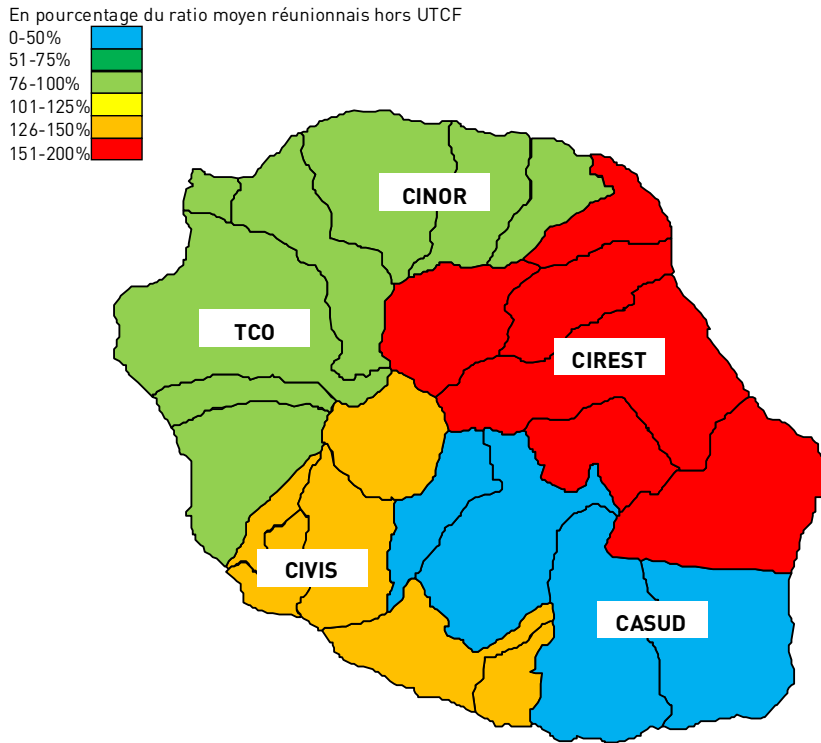 En pourcentage du ratio moyen réunionnais hors UTCF
0-50%
51-75%
76-100%
101-125%
126-150%
151-200%
CINOR
TCO
CIREST
CIVIS
CASUD